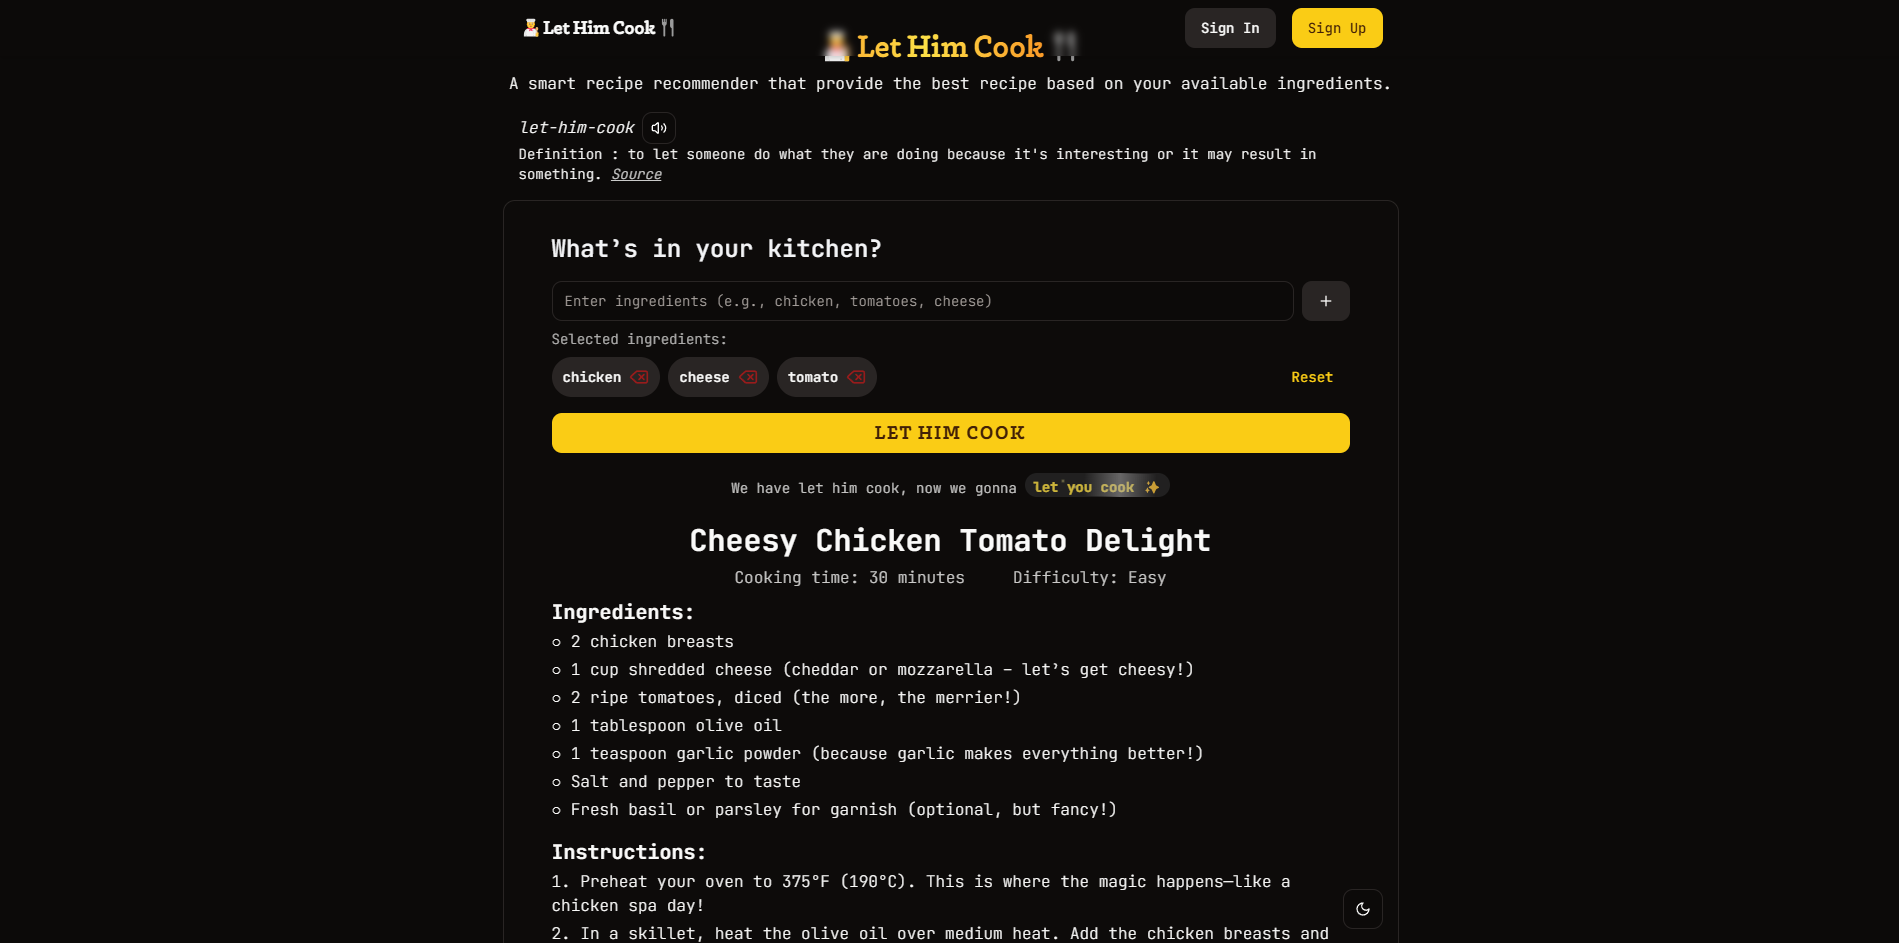 Let Him Cook
Sign In
Sign Up
Let Him Cook
A smart recipe recommender that provide the best recipe based on your available ingredients.
let-him-cook
Definition : to let someone do what they are doing because it's interesting or it may result in
something. Source
What's in your kitchen?
Enter ingredients (e.g., chicken, tomatoes, cheese)
Selected ingredients:
chicken cheese tomato
Reset
LET HIM COOK
We have let him cook, now we gonna let you cook ✨
Cheesy Chicken Tomato Delight
Cooking time: 30 minutes Difficulty: Easy
Ingredients:
2 chicken breasts
1 cup shredded cheese (cheddar or mozzarella – let's get cheesy!)
2 ripe tomatoes, diced (the more, the merrier!)
1 tablespoon olive oil
1 teaspoon garlic powder (because garlic makes everything better!)
Salt and pepper to taste
Fresh basil or parsley for garnish (optional, but fancy!)
Instructions:
1. Preheat your oven to 375°F (190°C). This is where the magic happens—like a
chicken spa day!
2. In a skillet, heat the olive oil over medium heat. Add the chicken breasts and